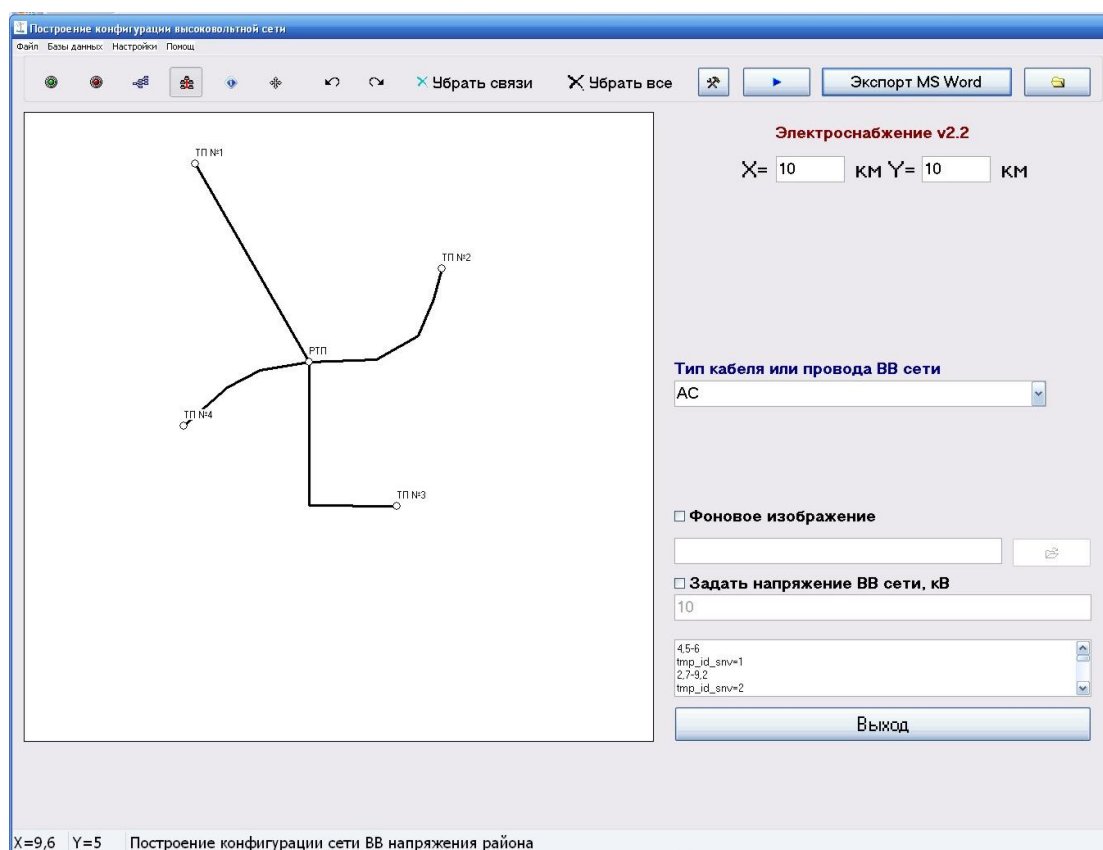 Построение конфигурации высоковольтной сети
Файл Базы данных Настройки Помощ
Убрать связи Убрать все Экспорт MS Word
Электроснабжение v2.2
X= 10 км Y= 10 км
ТП №1
ТП №2
РТП
Тип кабеля или провода ВВ сети
АС
ТП №4
ТП №3
Фоновое изображение
Задать напряжение ВВ сети, кВ
10
4,5-6
tmp_id_snv=1
2,7-9,2
tmp_id_snv=2
Выход
X=9,6 Y=5 Построение конфигурации сети ВВ напряжения района